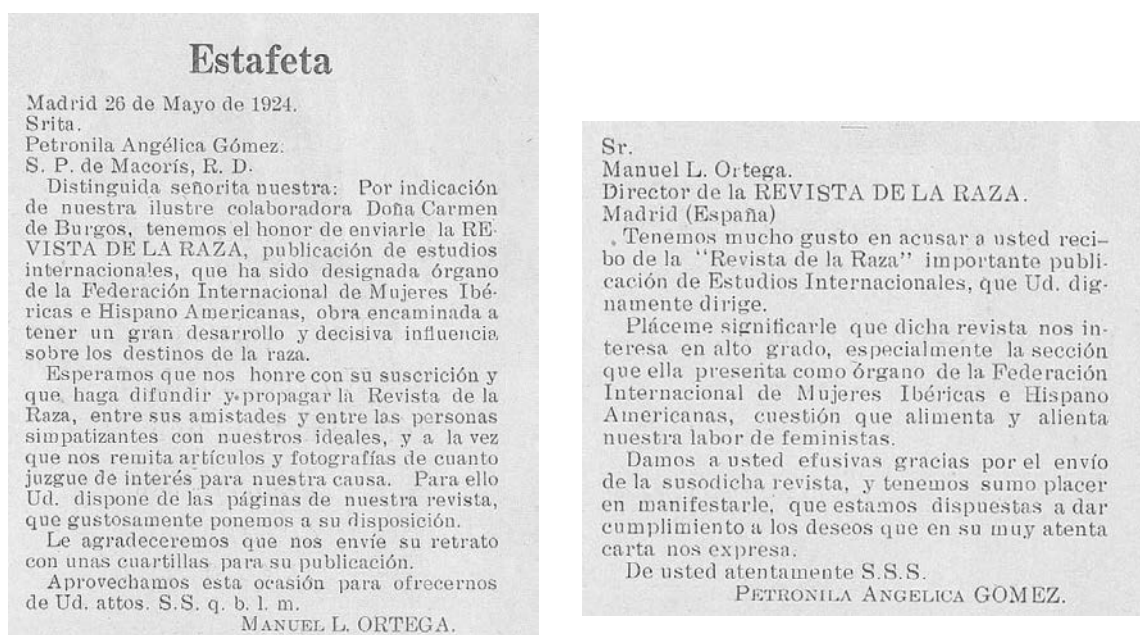 Estafeta
Madrid 26 de Mayo de 1924.
Srita.
Petronila Angélica Gómez:
S. P. de Macorís, R. D.
Distinguida señorita nuestra: Por indicación
de nuestra ilustre colaboradora Doña Carmen
de Burgos, tenemos el honor de enviarle la RE-
VISTA DE LA RAZA, publicación de estudios
internacionales, que ha sido designada órgano
de la Federación Internacional de Mujeres Ibé-
ricas e Hispano Americanas, obra encaminada a
tener un gran desarrollo y decisiva influencia
sobre los destinos de la raza.
Esperamos que nos honre con su suscrición y
que haga difundir y propagar la Revista de la
Raza, entre sus amistades y entre las personas
simpatizantes con nuestros ideales, y a la vez
que nos remita artículos y fotografías de cuanto
juzgue de interés para nuestra causa. Para ello
Ud. dispone de las páginas de nuestra revista,
que gustosamente ponemos a su disposición.
Le agradeceremos que nos envíe su retrato
con unas cuartillas para su publicación.
Aprovechamos esta ocasión para ofrecernos
de Ud. attos. S.S. q. b. l. m.
MANUEL L. ORTEGA.
Sr.
Manuel L. Ortega.
Director de la REVISTA DE LA RAZA.
Madrid (España)
Tenemos mucho gusto en acusar a usted reci-
bo de la "Revista de la Raza" importante publi-
cación de Estudios Internacionales, que Ud. dig-
namente dirige.
Pláceme significarle que dicha revista nos in-
teresa en alto grado, especialmente la sección
que ella presenta como órgano de la Federación
Internacional de Mujeres Ibéricas e Hispano
Americanas, cuestión que alimenta y alienta
nuestra labor de feministas.
Damos a usted efusivas gracias por el envío
de la susodicha revista, y tenemos sumo placer
en manifestarle, que estamos dispuestas a dar
cumplimiento a los deseos que en su muy atenta
carta nos expresa.
De usted atentamente S.S.S.
PETRONILA ANGELICA GOMEZ.